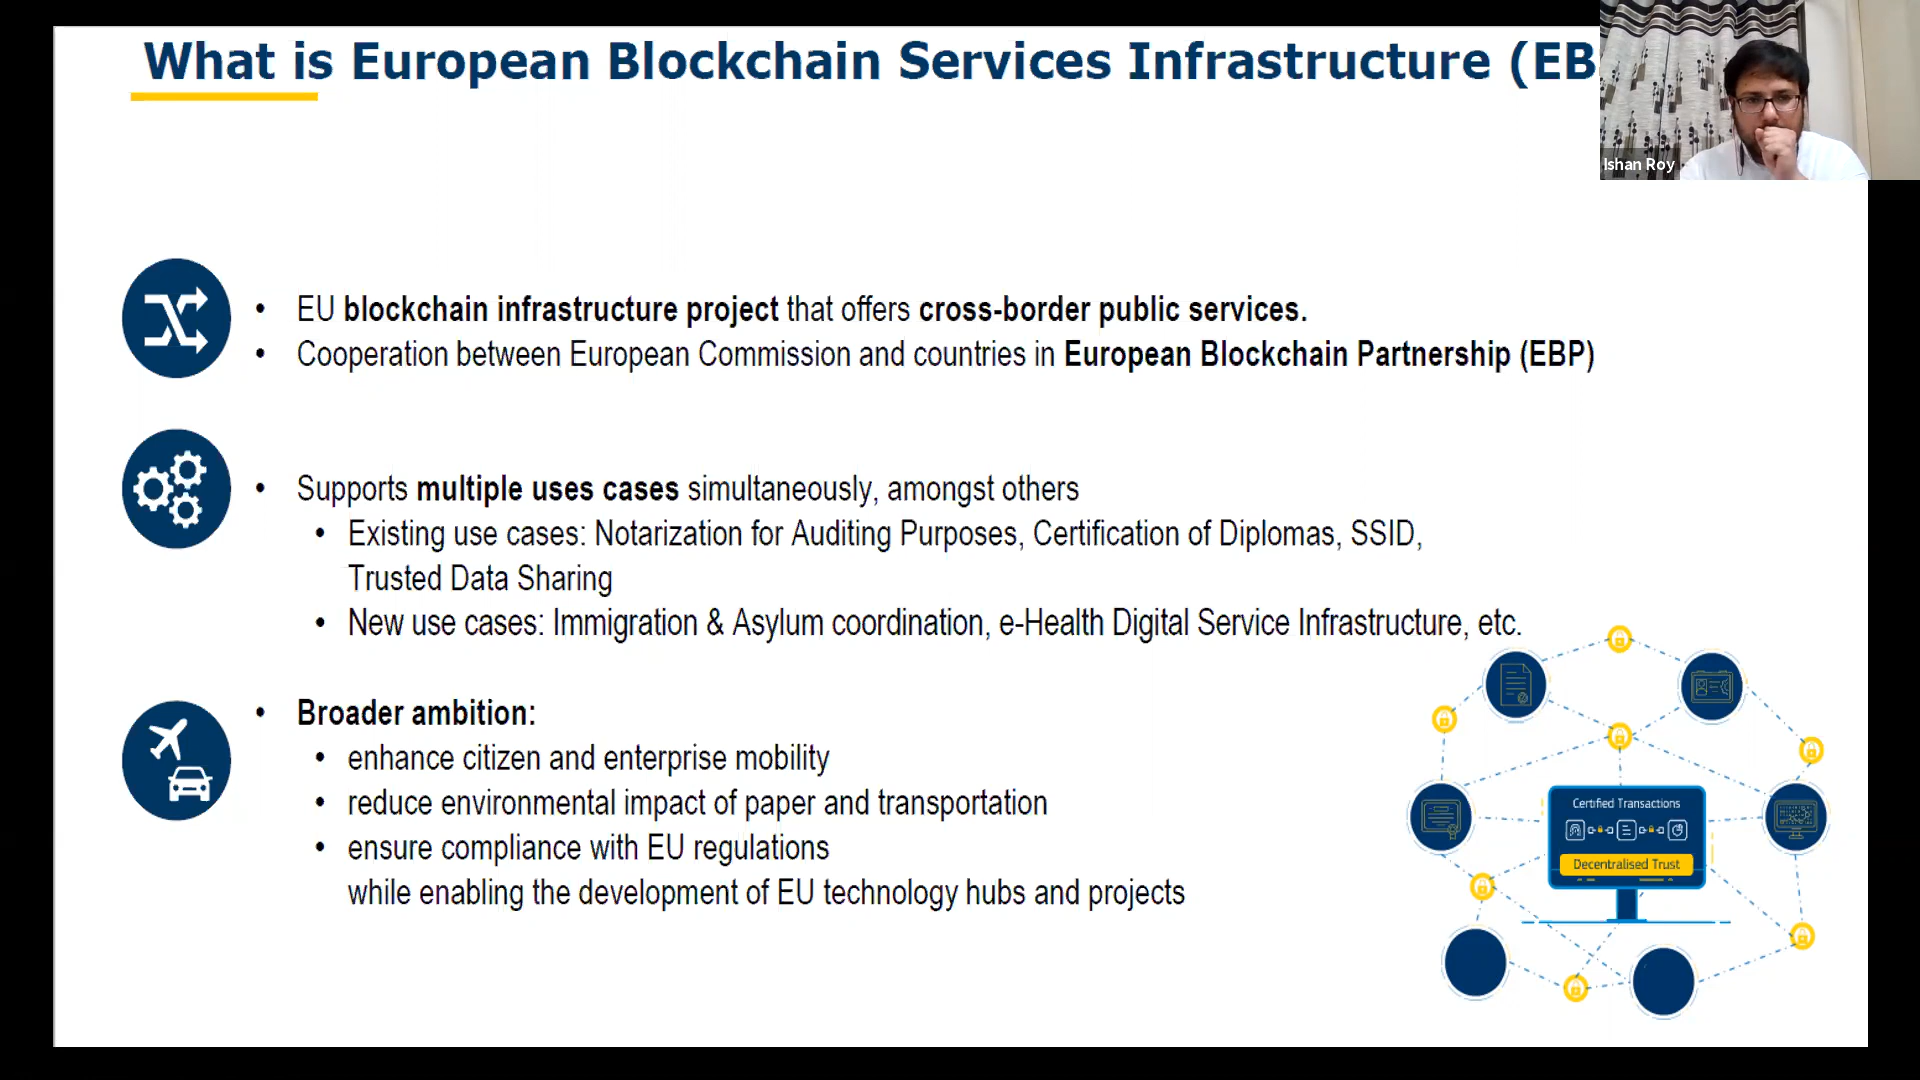 What is European Blockchain Services Infrastructure (EB
Ishan Roy
• EU blockchain infrastructure project that offers cross-border public services.
• Cooperation between European Commission and countries in European Blockchain Partnership (EBP)
• Supports multiple uses cases simultaneously, amongst others
• Existing use cases: Notarization for Auditing Purposes, Certification of Diplomas, SSID,
Trusted Data Sharing
• New use cases: Immigration & Asylum coordination, e-Health Digital Service Infrastructure, etc.
• Broader ambition:
• enhance citizen and enterprise mobility
• reduce environmental impact of paper and transportation
• ensure compliance with EU regulations
while enabling the development of EU technology hubs and projects
Certified Transactions
Decentralised Trust